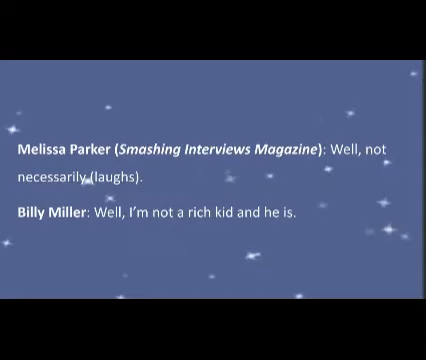 Melissa Parker (Smashing Interviews Magazine): Well, not
necessarily (laughs).
Billy Miller: Well, I’m not a rich kid and he is.